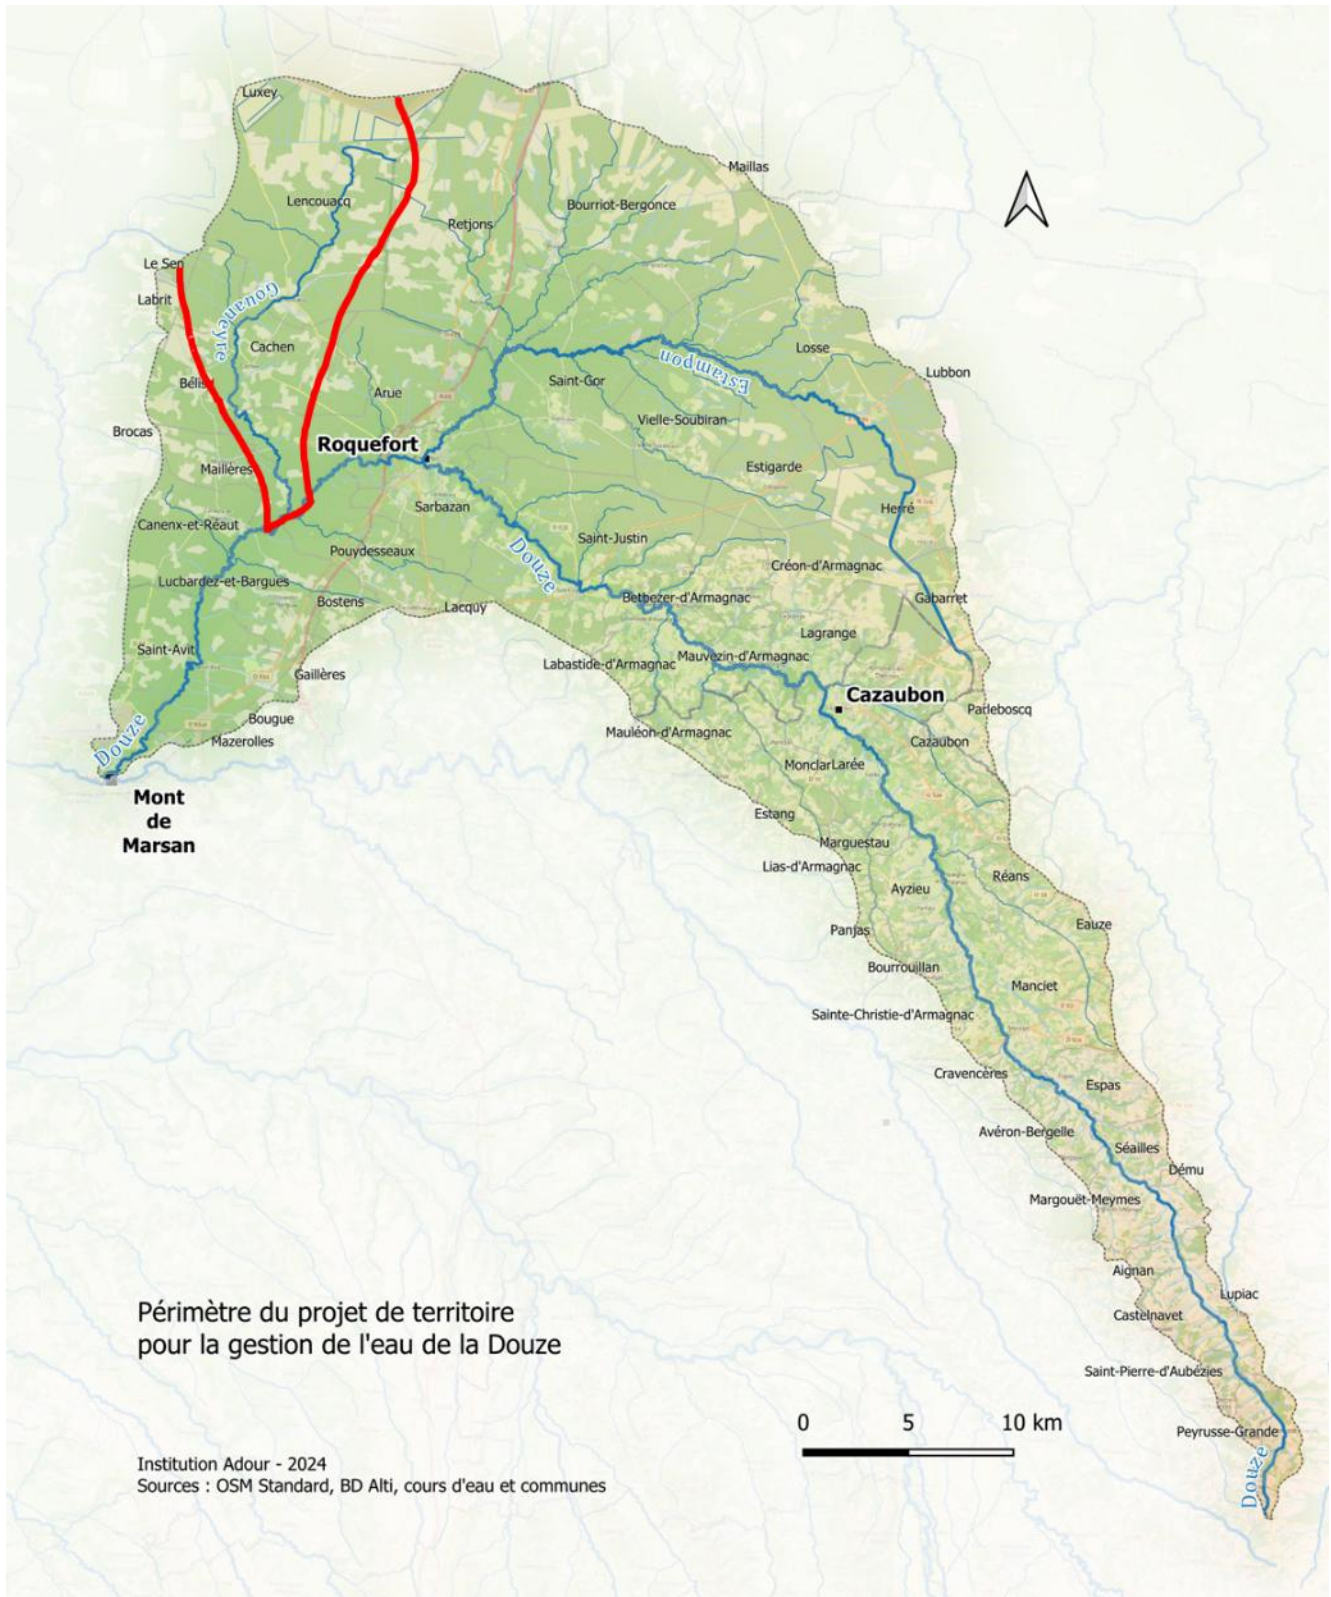 Luxey
Maillas
Lencouacq
Bourriot-Bergonce
Retjons
Le Sen
Labrit
Gouaneyre
Cachen
Losse
Estampon
Lubbon
Bélis
Saint-Gor
Arue
Vielle-Soubiran
Brocas
Roquefort
Maillères
Estigarde
Sarbazan
Herré
Canenx-et-Réaut
Saint-Justin
Douze
Pouydesseaux
Créon-d'Armagnac
Lucbardez-et-Bargues
Bostens
Betbezer-d'Armagnac
Gabarret
Lacquy
Lagrange
Saint-Avit
Mauvezin-d'Armagnac
Labastide-d'Armagnac
Gaillères
Cazaubon
Parleboscq
Bougue
Douze
Mazerolles
Mauléon-d'Armagnac
Cazaubon
Monclar
Larée
Mont
de
Marsan
Estang
Marguestau
Lias-d'Armagnac
Réans
Ayzieu
Eauze
Panjas
Bourrouillan
Manciet
Sainte-Christie-d'Armagnac
Cravencères
Espas
Avéron-Bergelle
Séailles
Dému
Margouët-Meymes
Aignan
Lupiac
Castelnavet
Périmètre du projet de territoire
pour la gestion de l'eau de la Douze
Saint-Pierre-d'Aubézies
0 5 10 km
Peyrusse-Grande
Douze
Institution Adour - 2024
Sources : OSM Standard, BD Alti, cours d'eau et communes